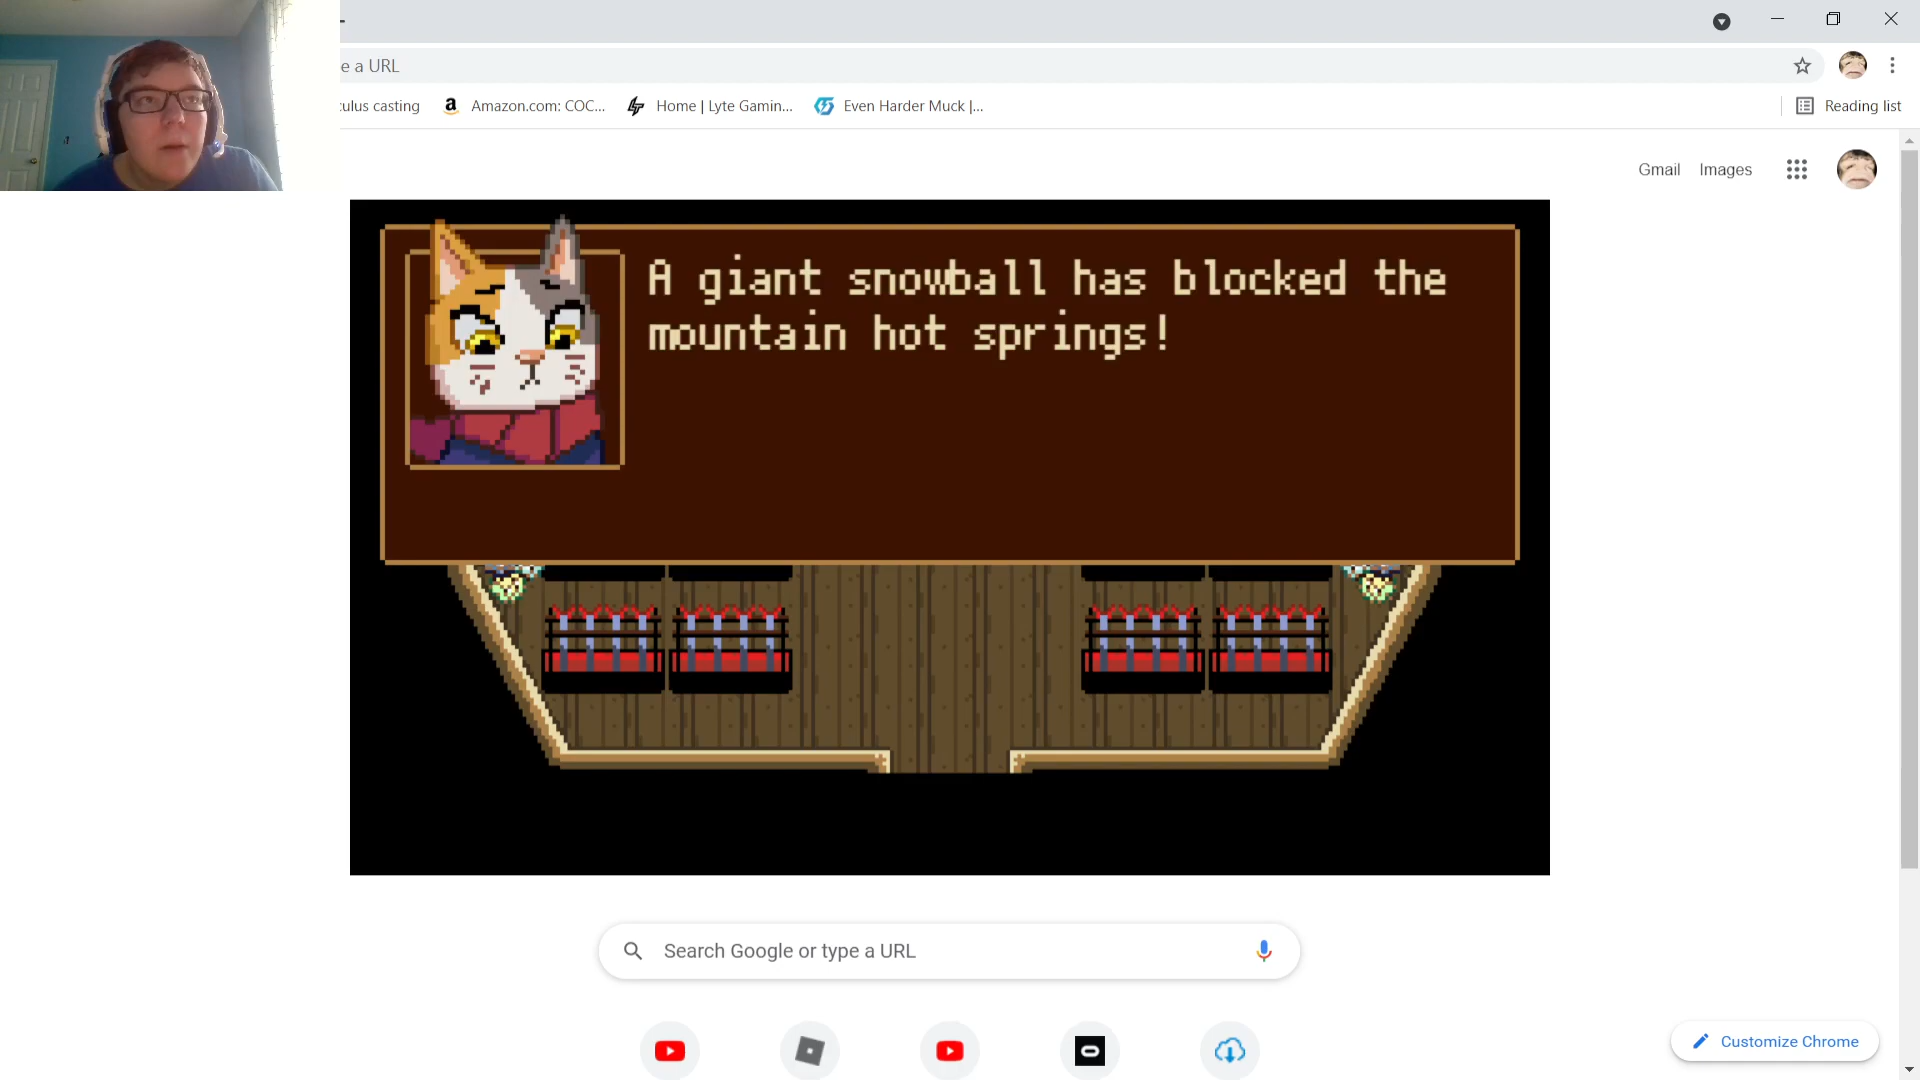 e a URL
culus casting
Amazon.com: COC...
Home | Lyte Gamin...
Even Harder Muck |...
Reading list
Gmail
Images
A giant snowball has blocked the
mountain hot springs!
Search Google or type a URL
Customize Chrome